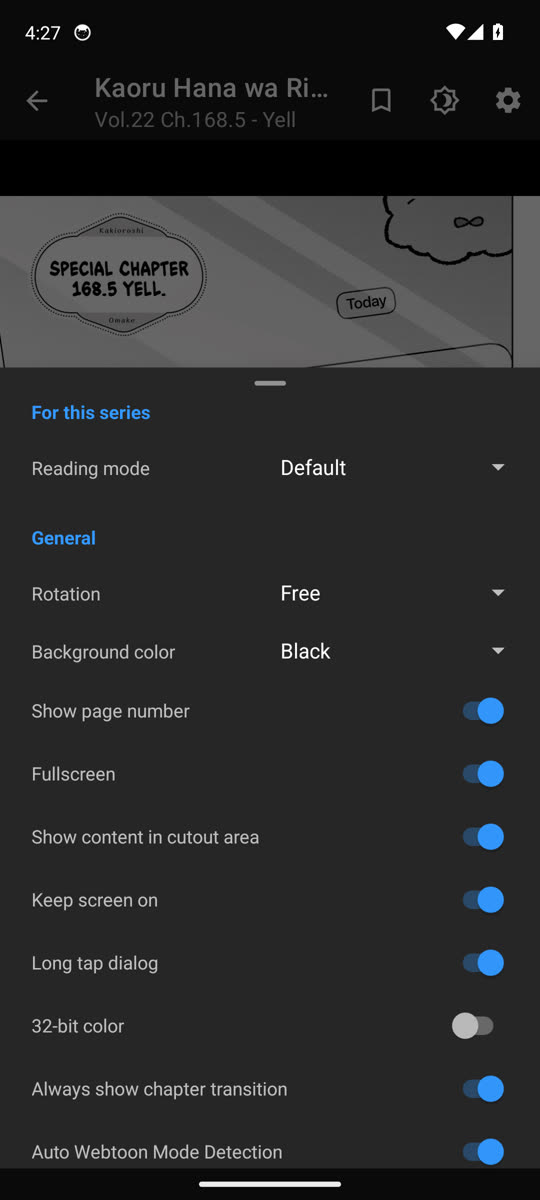 4:27
Kaoru Hana wa Ri...
Vol.22 Ch.168.5 - Yell
Kakioroshi
SPECIAL CHAPTER
168.5 YELL.
Omake
Today
For this series
Reading mode
Default
General
Rotation
Free
Background color
Black
Show page number
Fullscreen
Show content in cutout area
Keep screen on
Long tap dialog
32-bit color
Always show chapter transition
Auto Webtoon Mode Detection